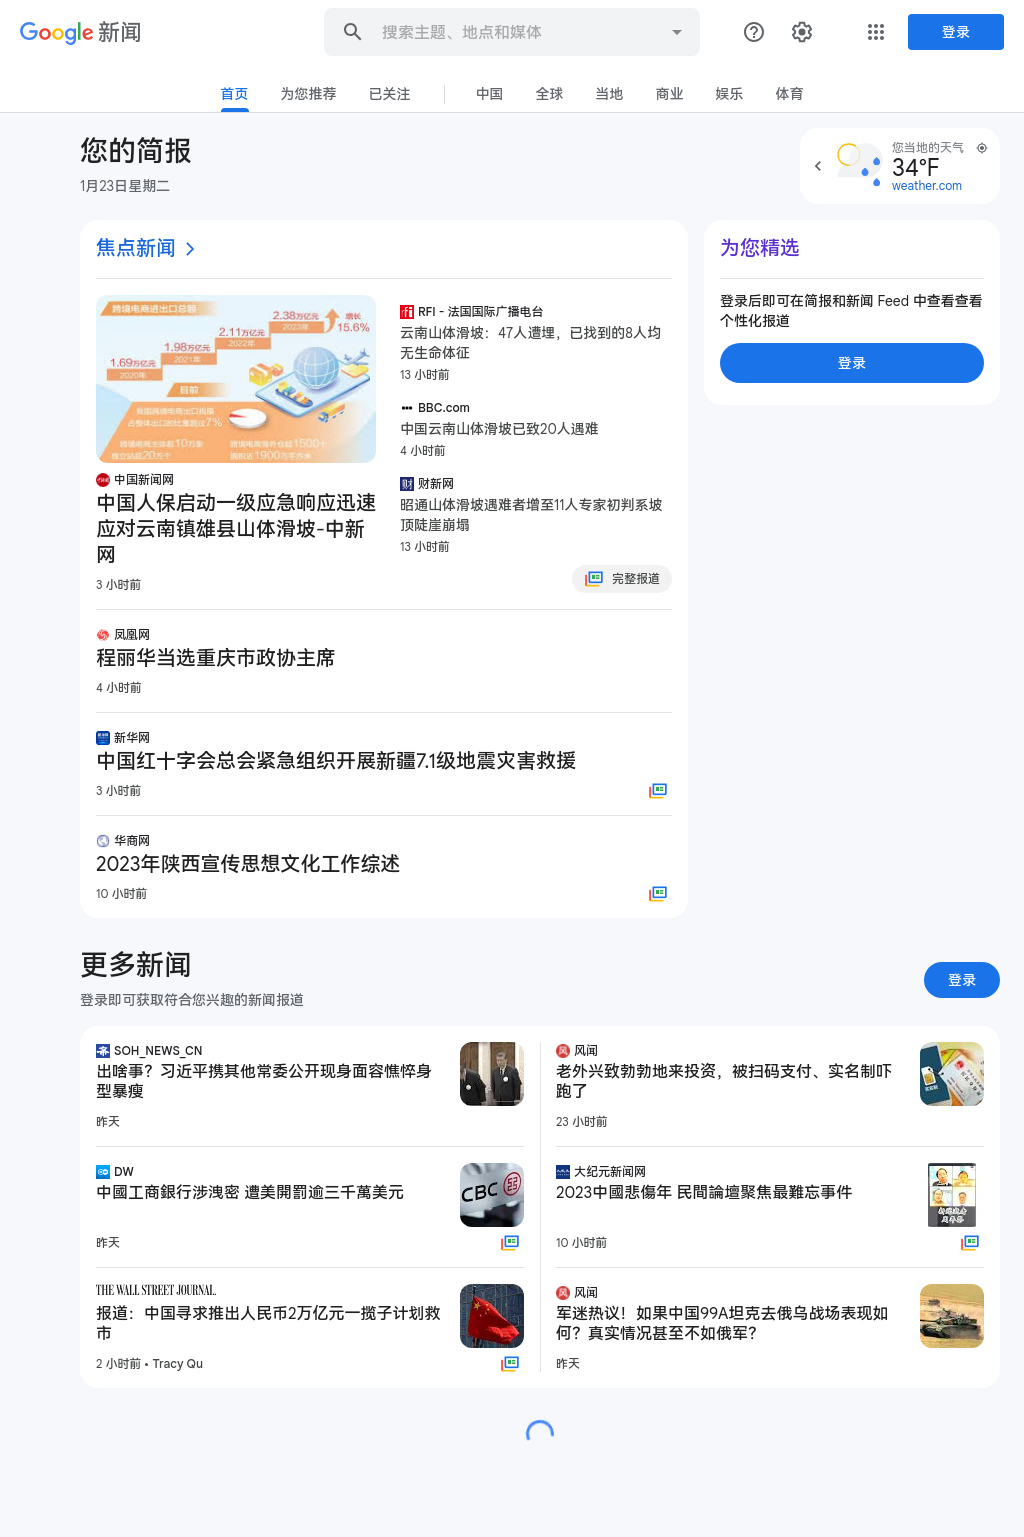 Google 新闻
搜索主题、地点和媒体
登录
首页
为您推荐
已关注
中国
全球
当地
商业
娱乐
体育
您的简报
1月23日星期二
您当地的天气
34°F
weather.com
焦点新闻
跨境电商进出口总额
1.69万亿元
2020年
1.98万亿元
2021年
2.11万亿元
2022年
2.38万亿元
2023年
增长
15.6%
目前
我国跨境电商出口规模
占整体出口的比重超过7%
跨境电商主体超10万家
独立站超20万个
跨境电商海外仓超1500个
面积达1900万平方米
中国新闻网
中国人保启动一级应急响应迅速
应对云南镇雄县山体滑坡-中新
网
3 小时前
RFI - 法国国际广播电台
云南山体滑坡：47人遭埋，已找到的8人均
无生命体征
13 小时前
BBC.com
中国云南山体滑坡已致20人遇难
4 小时前
财新网
昭通山体滑坡遇难者增至11人专家初判系坡
顶陡崖崩塌
13 小时前
完整报道
凤凰网
程丽华当选重庆市政协主席
4 小时前
新华网
中国红十字会总会紧急组织开展新疆7.1级地震灾害救援
3 小时前
华商网
2023年陕西宣传思想文化工作综述
10 小时前
为您精选
登录后即可在简报和新闻 Feed 中查看查看
个性化报道
登录
更多新闻
登录即可获取符合您兴趣的新闻报道
登录
SOH_NEWS_CN
出啥事？习近平携其他常委公开现身面容憔悴身
型暴瘦
昨天
风闻
老外兴致勃勃地来投资，被扫码支付、实名制吓
跑了
23 小时前
DW
中國工商銀行涉洩密 遭美開罰逾三千萬美元
昨天
CBC
大纪元新闻网
2023中國悲傷年 民間論壇聚焦最難忘事件
10 小时前
THE WALL STREET JOURNAL.
报道：中国寻求推出人民币2万亿元一揽子计划救
市
2 小时前 • Tracy Qu
风闻
军迷热议！如果中国99A坦克去俄乌战场表现如
何？真实情况甚至不如俄军？
昨天